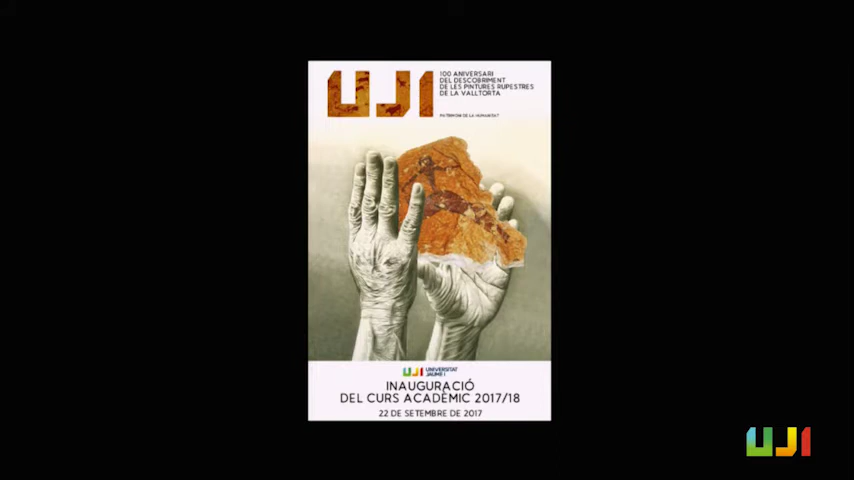 UJI
100 ANIVERSARI
DEL DESCOBRIMENT
DE LES PINTURES RUPESTRES
DE LA VALLTORTA
PATRIMONI DE LA HUMANITAT
UJI UNIVERSITAT
JAUME I
INAUGURACIÓ
DEL CURS ACADÈMIC 2017/18
22 DE SETEMBRE DE 2017
UJI